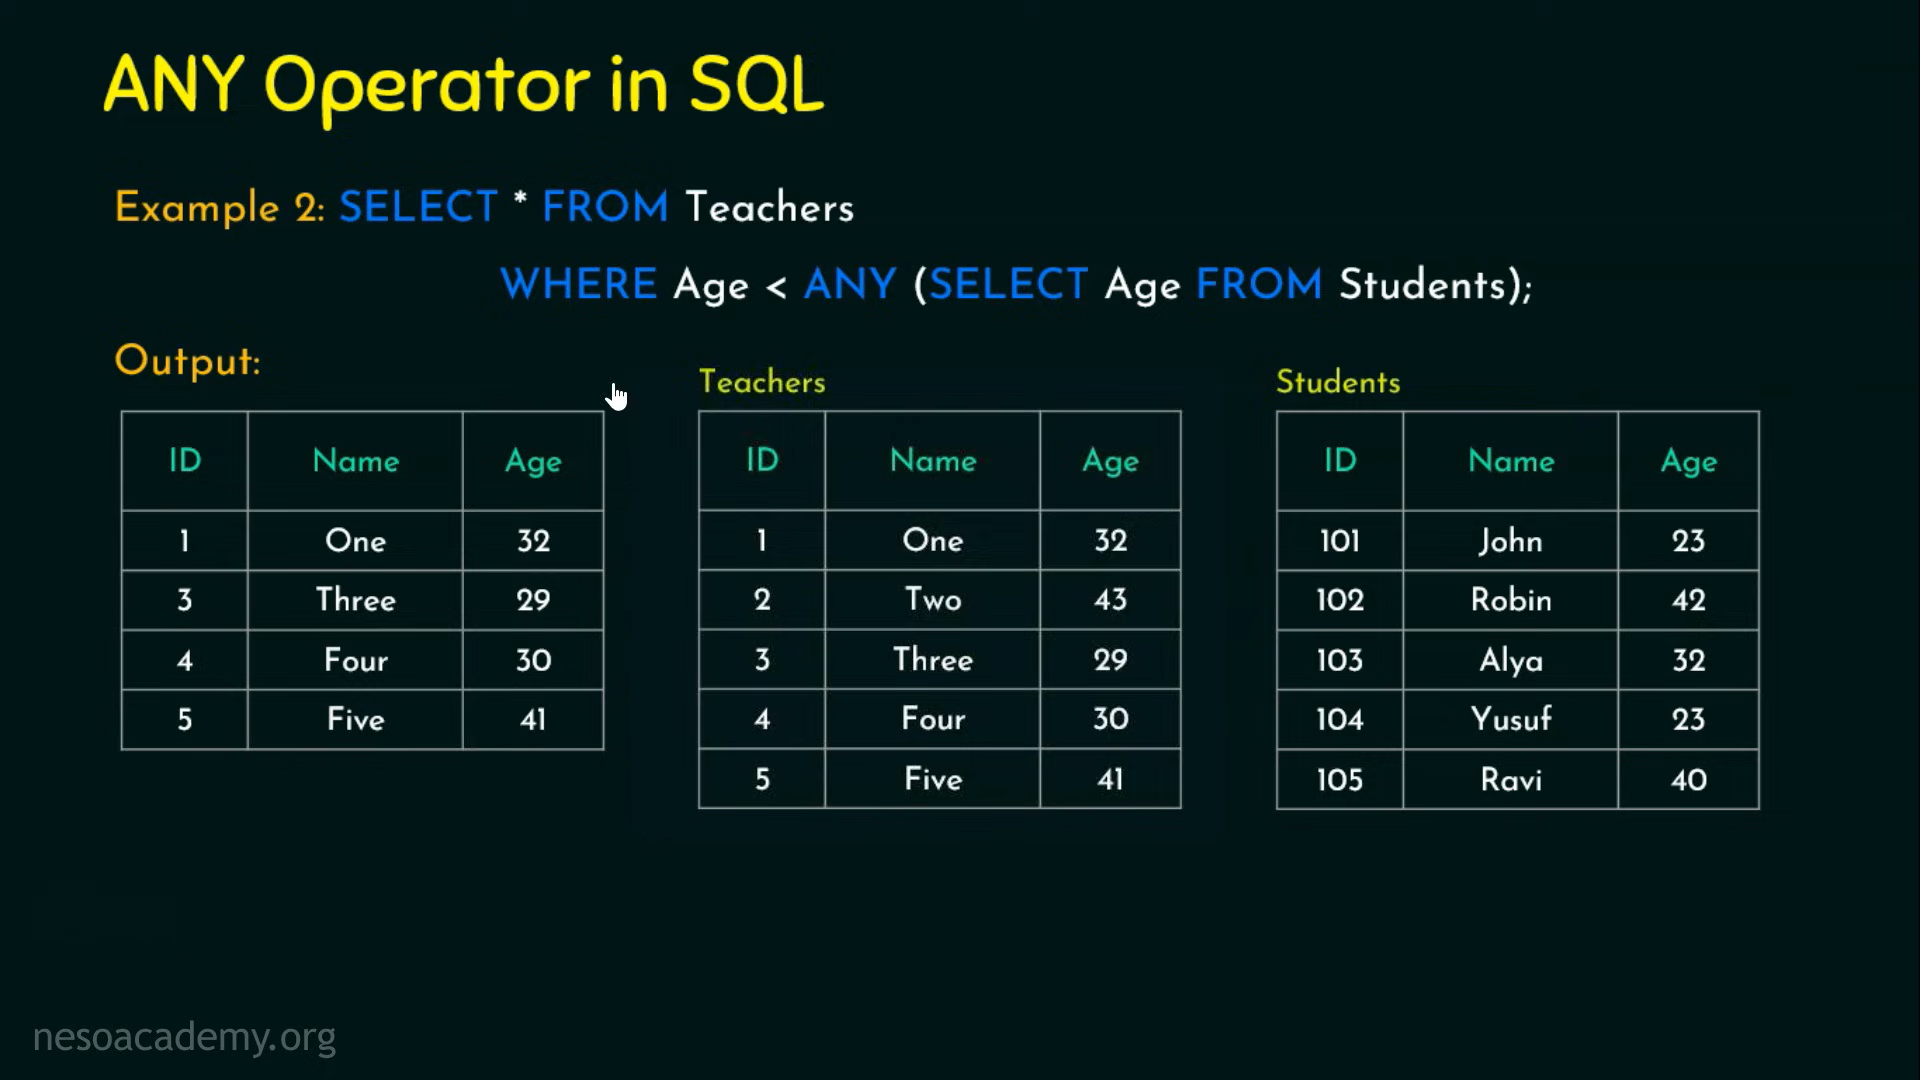 ANY Operator in SQL
Example 2: SELECT * FROM Teachers
WHERE Age < ANY (SELECT Age FROM Students);
Output:
ID Name Age
1 One 32
3 Three 29
4 Four 30
5 Five 41
Teachers
ID Name Age
1 One 32
2 Two 43
3 Three 29
4 Four 30
5 Five 41
Students
ID Name Age
101 John 23
102 Robin 42
103 Alya 32
104 Yusuf 23
105 Ravi 40
nesoacademy.org